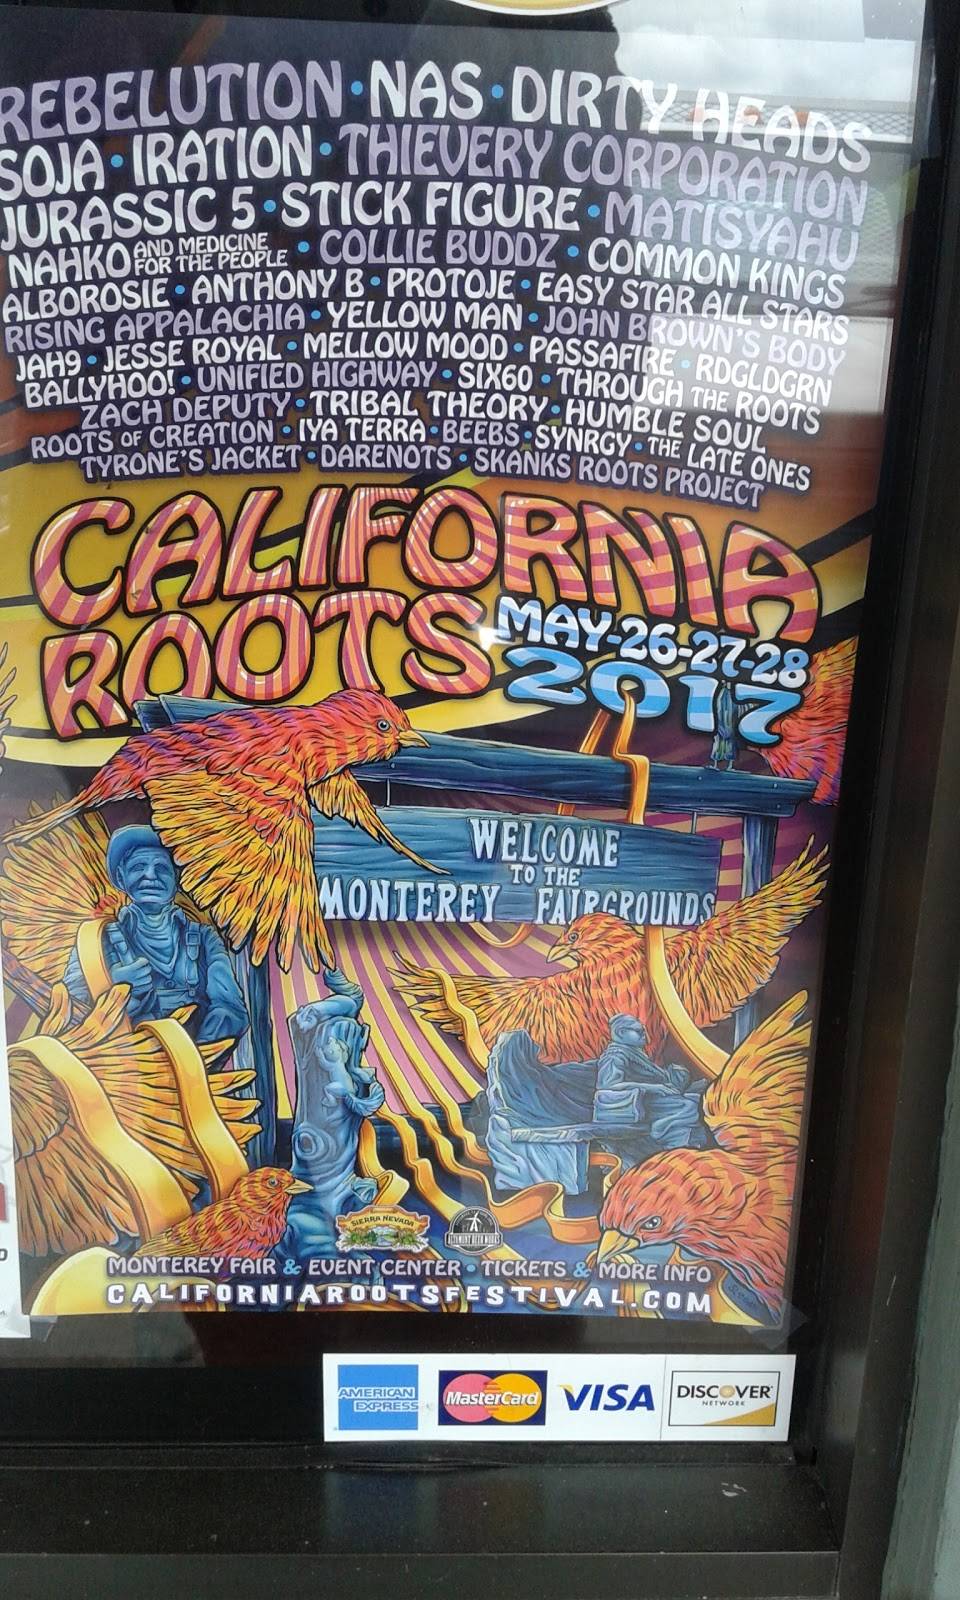 REBELUTION • NAS • DIRTY HEADS
SOJA • IRATION • THIEVERY CORPORATION
JURASSIC 5 • STICK FIGURE • MATISYAHU
NAHKO AND MEDICINE FOR THE PEOPLE • COLLIE BUDDZ • COMMON KINGS
ALBOROSIE • ANTHONY B • PROTOJE • EASY STAR ALL STARS
RISING APPALACHIA • YELLOW MAN • JOHN BROWN'S BODY
JAH9 • JESSE ROYAL • MELLOW MOOD • PASSAFIRE • RDGLDGRN
BALLYHOO! • UNIFIED HIGHWAY • SIX60 • THROUGH THE ROOTS
ZACH DEPUTY • TRIBAL THEORY • HUMBLE SOUL
ROOTS OF CREATION • IYA TERRA • BEEBS • SYNRGY • THE LATE ONES
TYRONE'S JACKET • DARENOTS • SKANKS ROOTS PROJECT
CALIFORNIA
ROOTS
MAY-26-27-28
2017
WELCOME
TO THE
MONTEREY FAIRGROUNDS
SIERRA NEVADA
ALTAMONT BEER WORKS
MONTEREY FAIR & EVENT CENTER • TICKETS & MORE INFO
CALIFORNIAROOTSFESTIVAL.COM
AMERICAN EXPRESS
MasterCard
VISA
DISCOVER
NETWORK